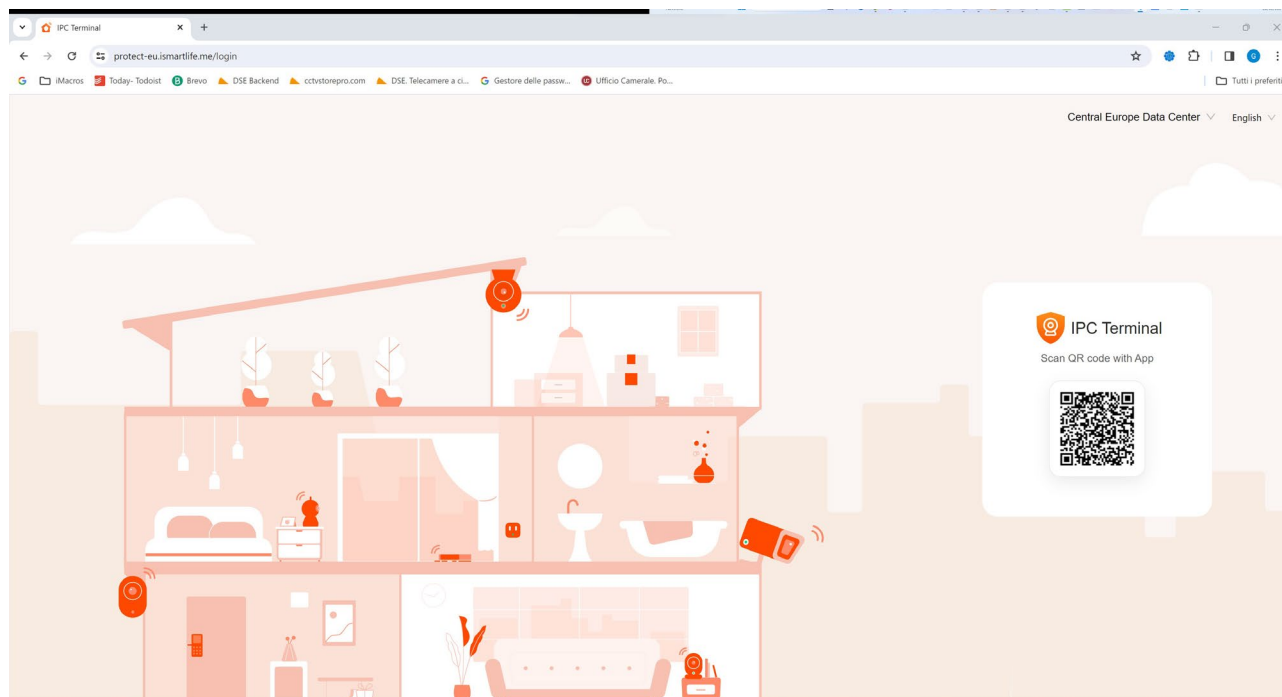 IPC Terminal
protect-eu.ismartlife.me/login
G iMacros Today- Todoist B Brevo DSE Backend cctvstorepro.com DSE. Telecamere a ci... G Gestore delle passw... UC Ufficio Camerale. Po... Tutti i preferiti
Central Europe Data Center English
IPC Terminal
Scan QR code with App